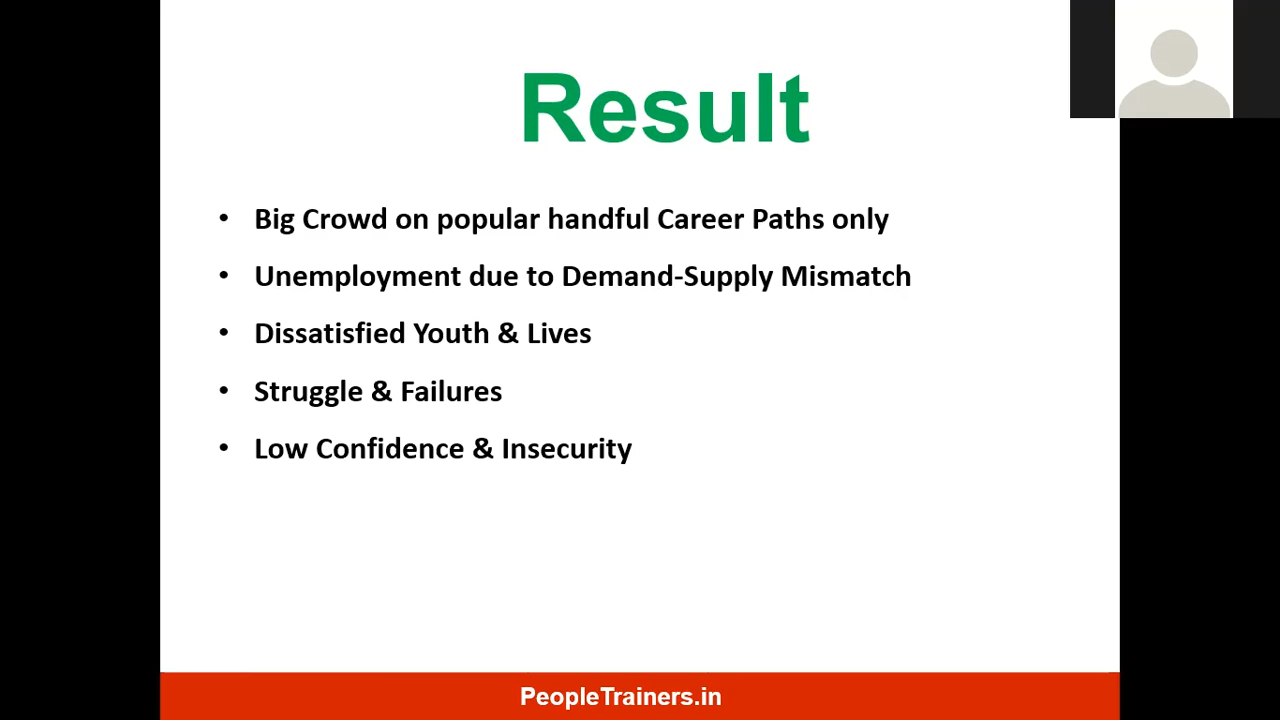 Result
• Big Crowd on popular handful Career Paths only
• Unemployment due to Demand-Supply Mismatch
• Dissatisfied Youth & Lives
• Struggle & Failures
• Low Confidence & Insecurity
PeopleTrainers.in